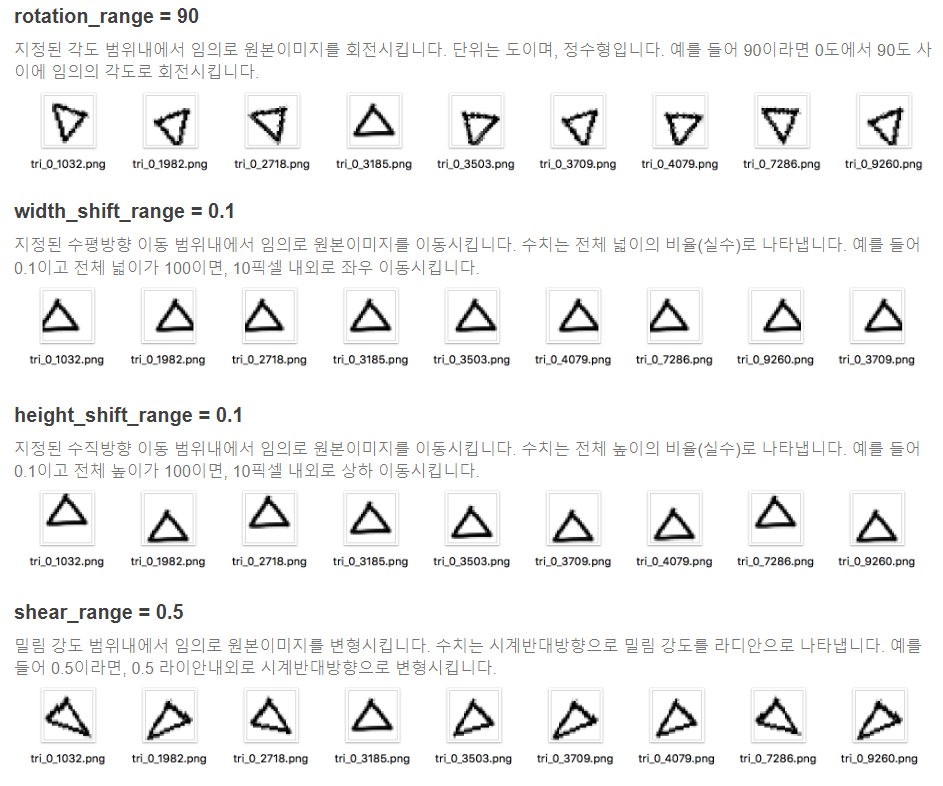 rotation_range = 90
지정된 각도 범위내에서 임의로 원본이미지를 회전시킵니다. 단위는 도이며, 정수형입니다. 예를 들어 90이라면 0도에서 90도 사
이에 임의의 각도로 회전시킵니다.
tri_0_1032.png tri_0_1982.png tri_0_2718.png tri_0_3185.png tri_0_3503.png tri_0_3709.png tri_0_4079.png tri_0_7286.png tri_0_9260.png
width_shift_range = 0.1
지정된 수평방향 이동 범위내에서 임의로 원본이미지를 이동시킵니다. 수치는 전체 넓이의 비율(실수)로 나타냅니다. 예를 들어
0.1이고 전체 넓이가 100이면, 10픽셀 내외로 좌우 이동시킵니다.
tri_0_1032.png tri_0_1982.png tri_0_2718.png tri_0_3185.png tri_0_3503.png tri_0_4079.png tri_0_7286.png tri_0_9260.png tri_0_3709.png
height_shift_range = 0.1
지정된 수직방향 이동 범위내에서 임의로 원본이미지를 이동시킵니다. 수치는 전체 높이의 비율(실수)로 나타냅니다. 예를 들어
0.1이고 전체 높이가 100이면, 10픽셀 내외로 상하 이동시킵니다.
tri_0_1032.png tri_0_1982.png tri_0_2718.png tri_0_3185.png tri_0_3503.png tri_0_3709.png tri_0_4079.png tri_0_7286.png tri_0_9260.png
shear_range = 0.5
밀림 강도 범위내에서 임의로 원본이미지를 변형시킵니다. 수치는 시계반대방향으로 밀림 강도를 라디안으로 나타냅니다. 예를
들어 0.5이라면, 0.5 라이안내외로 시계반대방향으로 변형시킵니다.
tri_0_1032.png tri_0_1982.png tri_0_2718.png tri_0_3185.png tri_0_3503.png tri_0_3709.png tri_0_4079.png tri_0_7286.png tri_0_9260.png